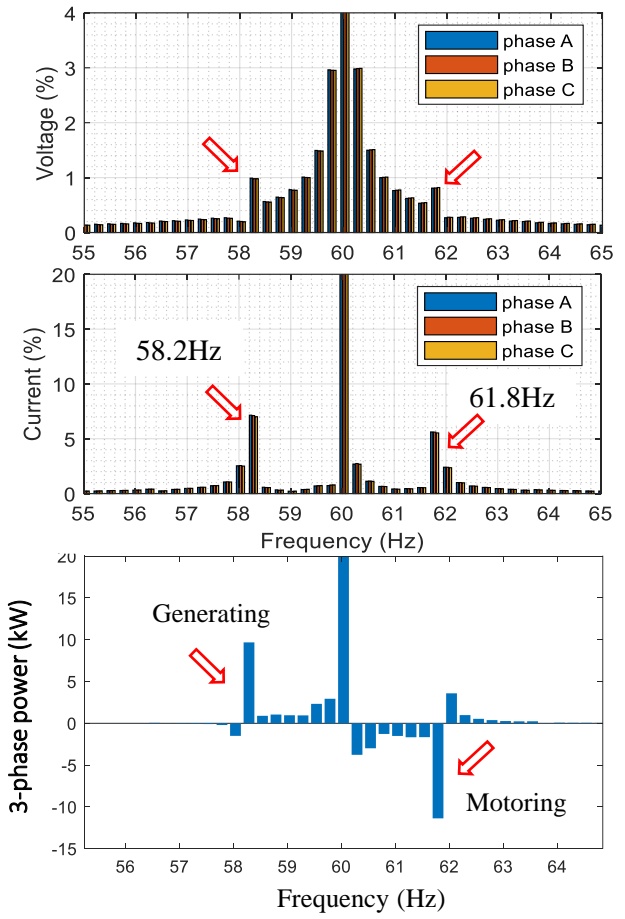 4
3
2
1
0
Voltage (%)
phase A
phase B
phase C
55 56 57 58 59 60 61 62 63 64 65
20
15
10
5
0
Current (%)
phase A
phase B
phase C
58.2Hz
61.8Hz
55 56 57 58 59 60 61 62 63 64 65
Frequency (Hz)
20
15
10
5
0
-5
-10
-15
3-phase power (kW)
Generating
Motoring
56 57 58 59 60 61 62 63 64
Frequency (Hz)